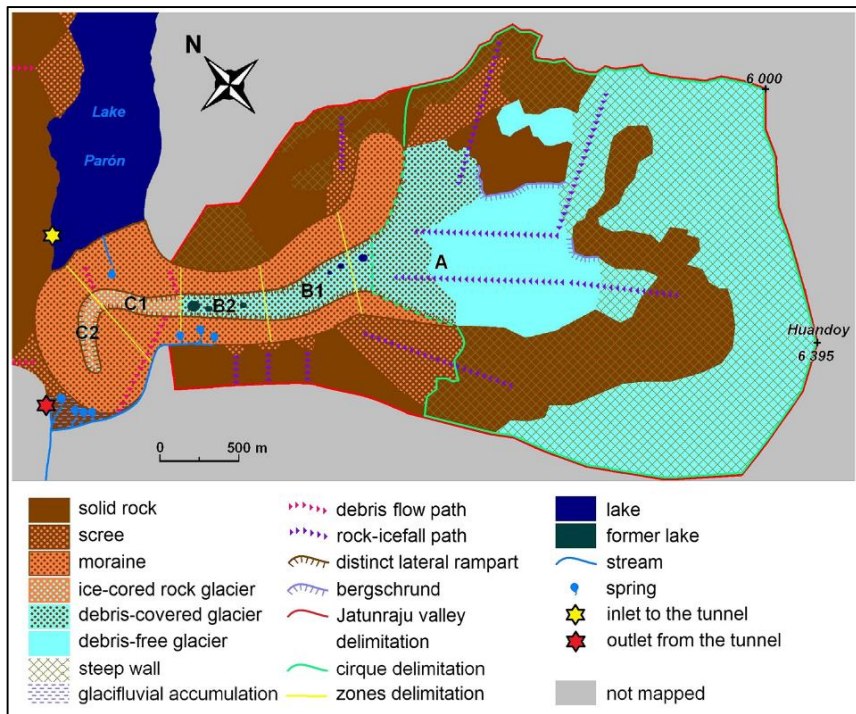 N
Lake
Parón
6 000
A
B1
B2
C1
C2
Huandoy
6 395
0 500 m
solid rock
scree
moraine
ice-cored rock glacier
debris-covered glacier
debris-free glacier
steep wall
glacifluvial accumulation
debris flow path
rock-icefall path
distinct lateral rampart
bergschrund
Jatunraju valley
delimitation
cirque delimitation
zones delimitation
lake
former lake
stream
spring
inlet to the tunnel
outlet from the tunnel
not mapped